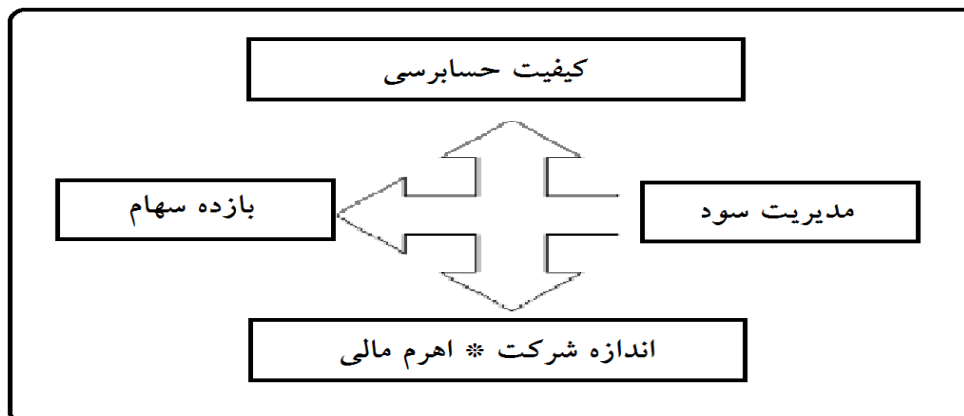 کیفیت حسابرسی
مدیریت سود
بازده سهام
اندازه شرکت * اهرم مالی